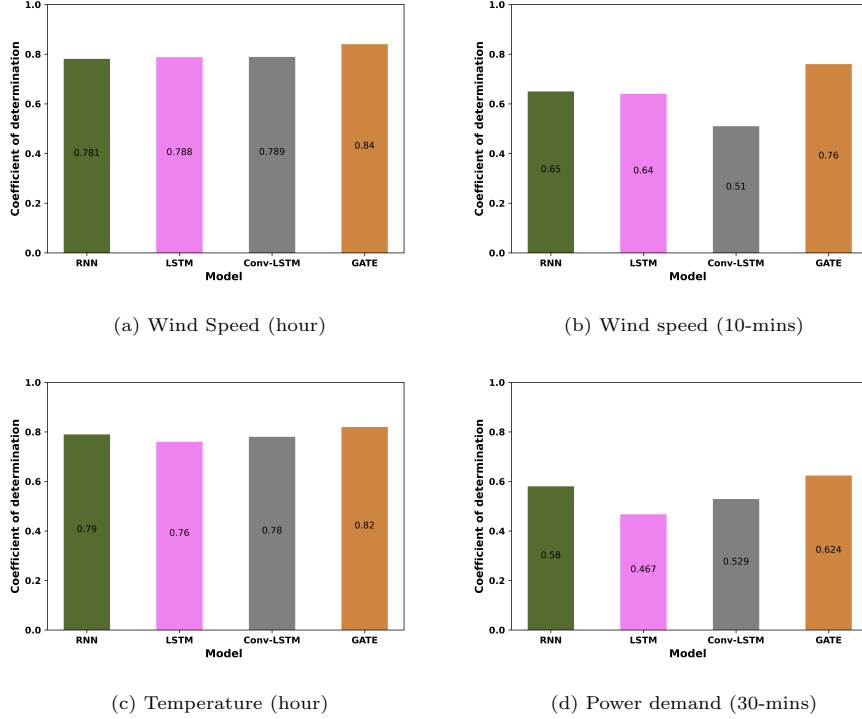 1.0
0.8
0.6
0.4
0.2
0.0
Coefficient of determination
0.781
0.788
0.789
0.84
RNN LSTM Conv-LSTM GATE
Model
(a) Wind Speed (hour)
1.0
0.8
0.6
0.4
0.2
0.0
Coefficient of determination
0.65
0.64
0.51
0.76
RNN LSTM Conv-LSTM GATE
Model
(b) Wind speed (10-mins)
1.0
0.8
0.6
0.4
0.2
0.0
Coefficient of determination
0.79
0.76
0.78
0.82
RNN LSTM Conv-LSTM GATE
Model
(c) Temperature (hour)
1.0
0.8
0.6
0.4
0.2
0.0
Coefficient of determination
0.58
0.467
0.529
0.624
RNN LSTM Conv-LSTM GATE
Model
(d) Power demand (30-mins)